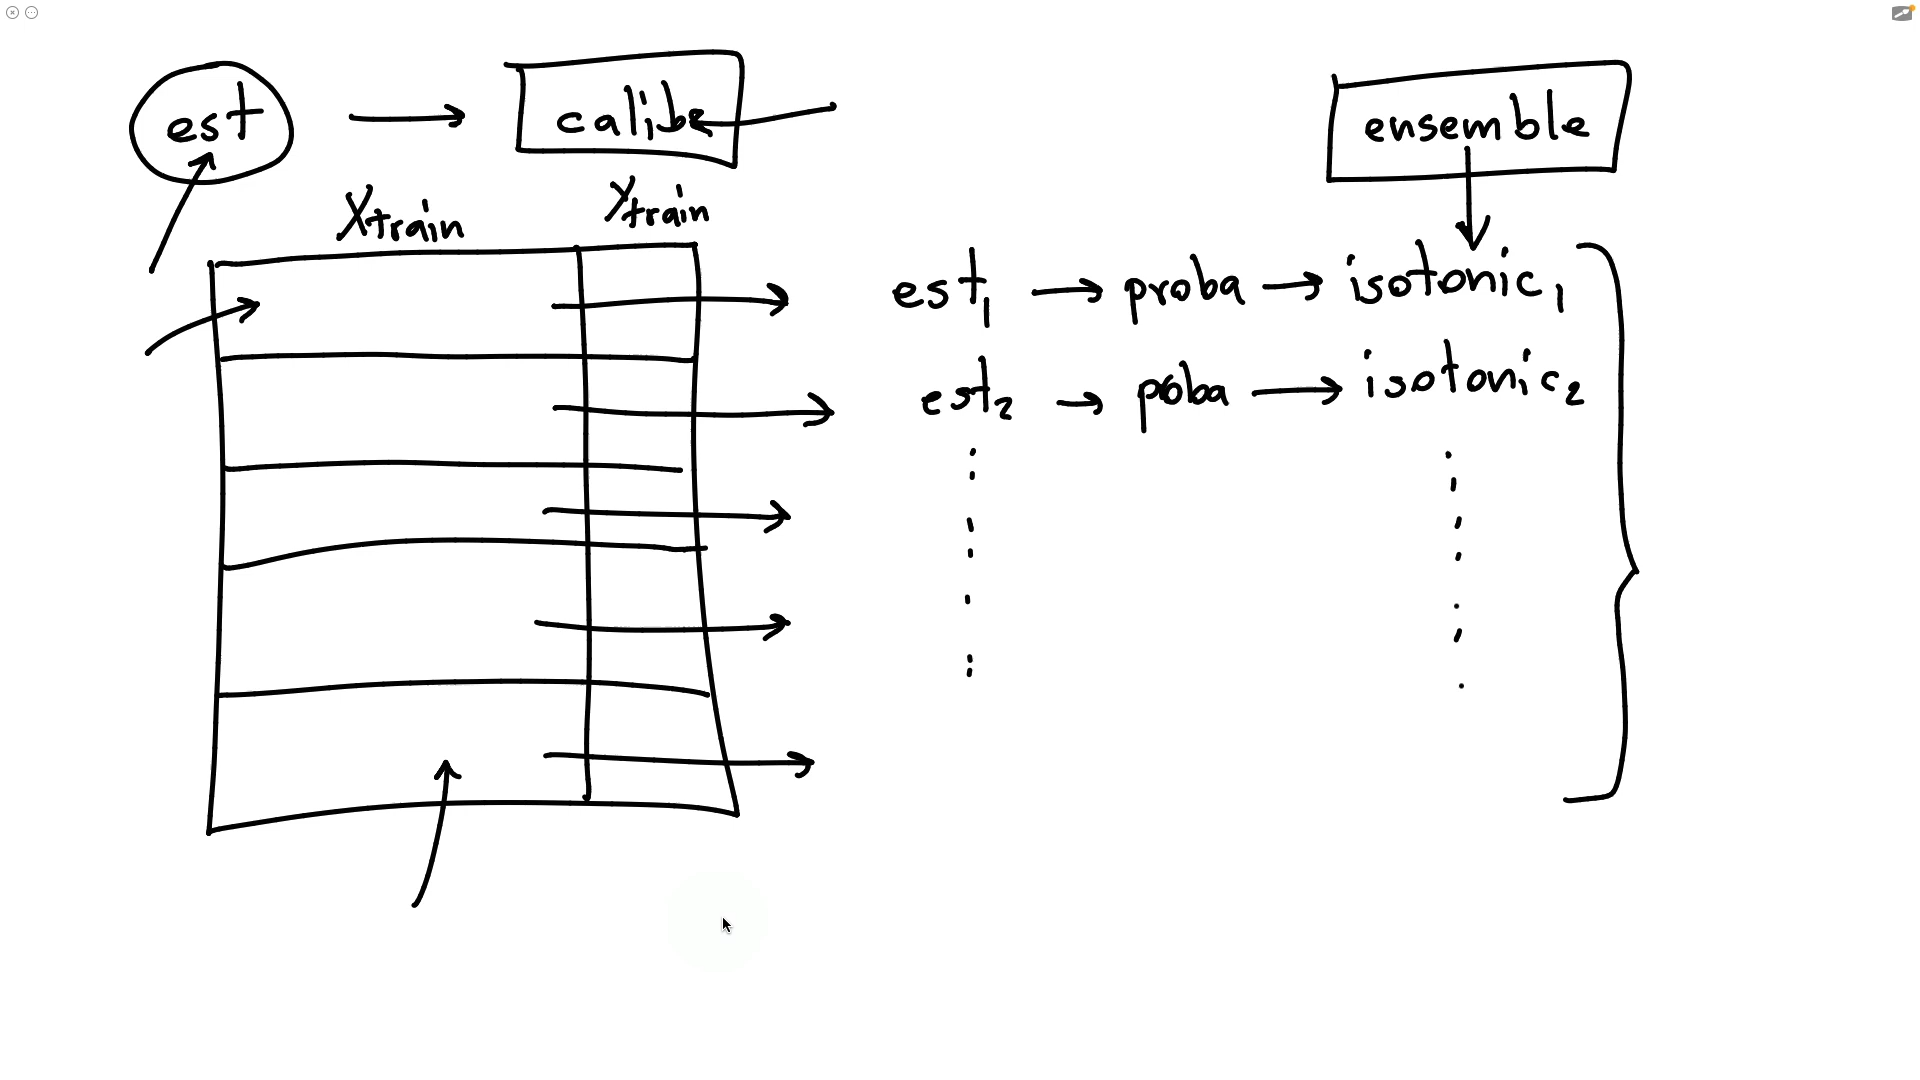 est → calibr
ensemble
Xtrain Ytrain
est1 → proba → isotonic1
est2 → poba → isotonic2